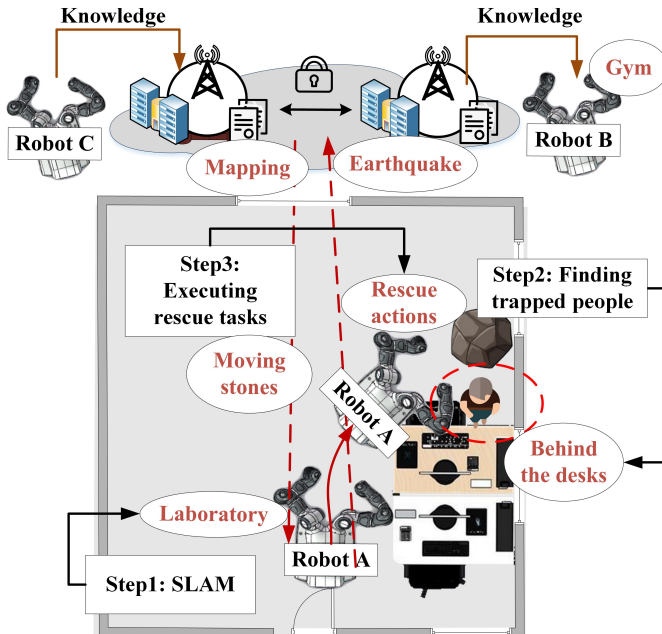 Knowledge
Knowledge
Gym
Robot C
Robot B
Mapping
Earthquake
Step3:
Executing
rescue tasks
Rescue
actions
Step2: Finding
trapped people
Moving
stones
Robot A
Behind
the desks
Laboratory
Robot A
Step1: SLAM